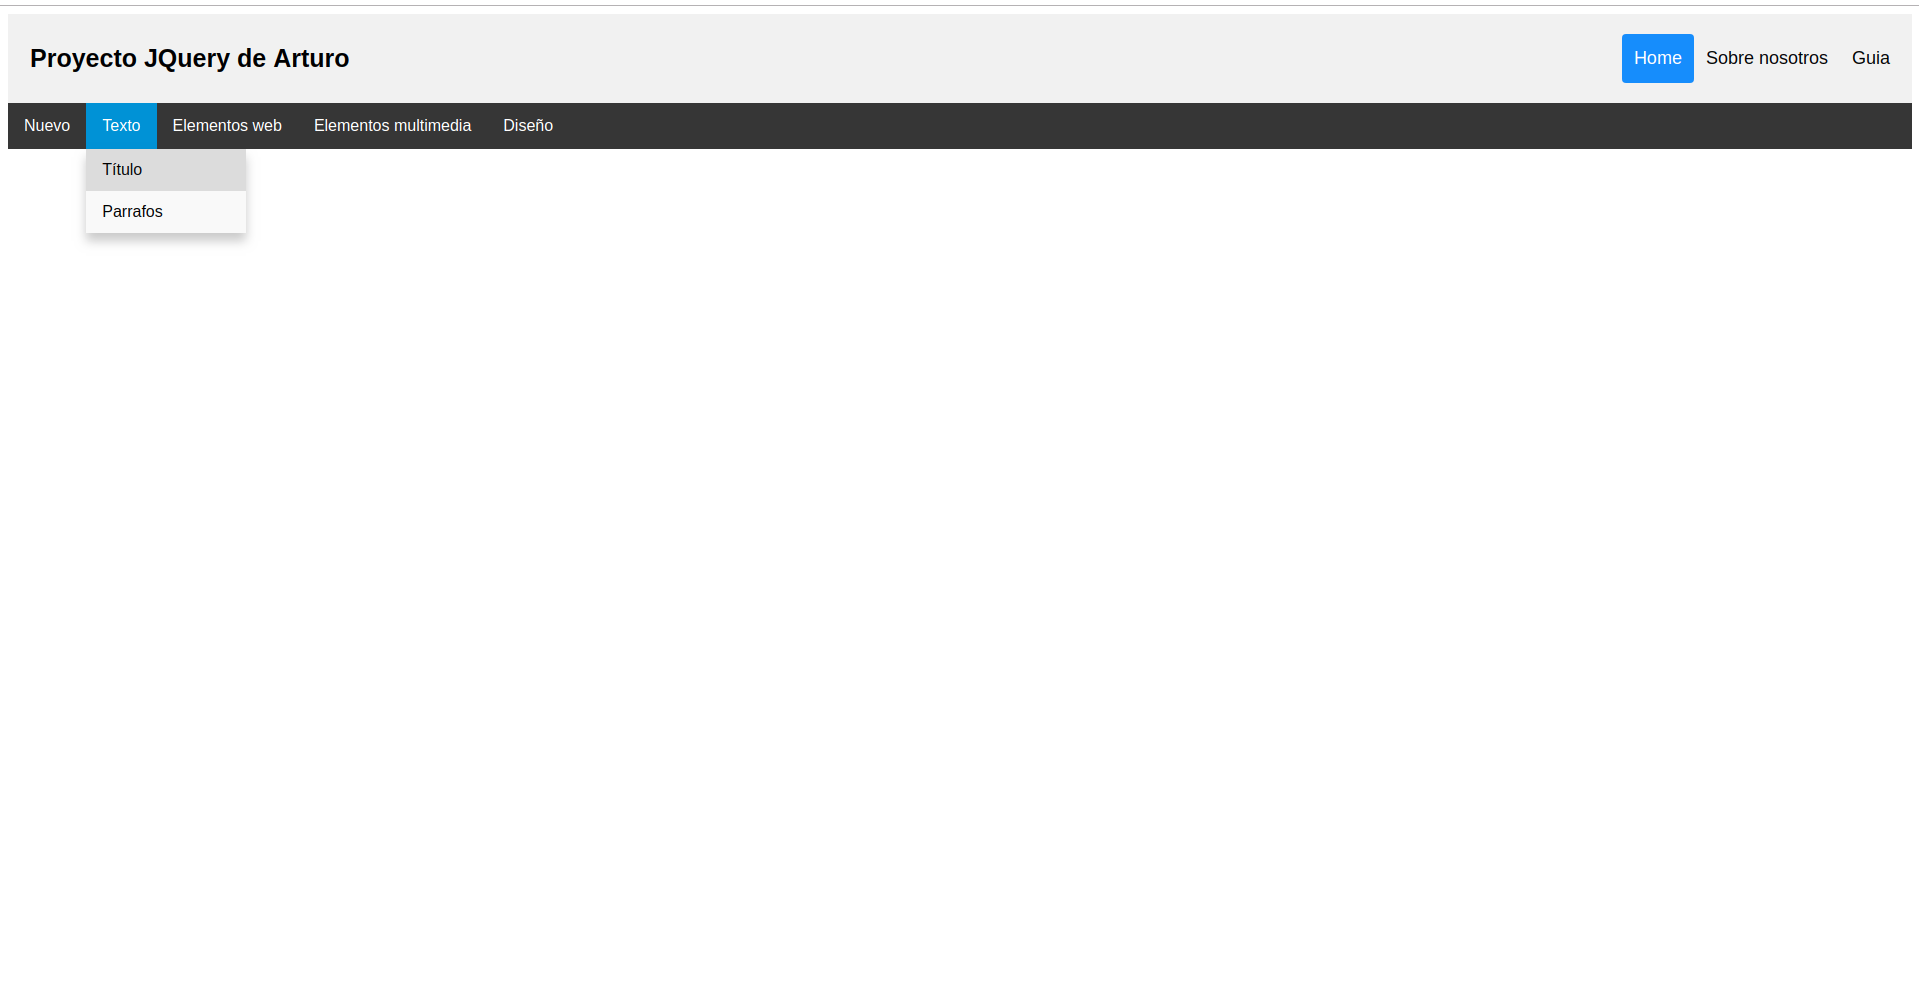 Proyecto JQuery de Arturo
Home Sobre nosotros Guia
Nuevo Texto Elementos web Elementos multimedia Diseño
Título
Parrafos